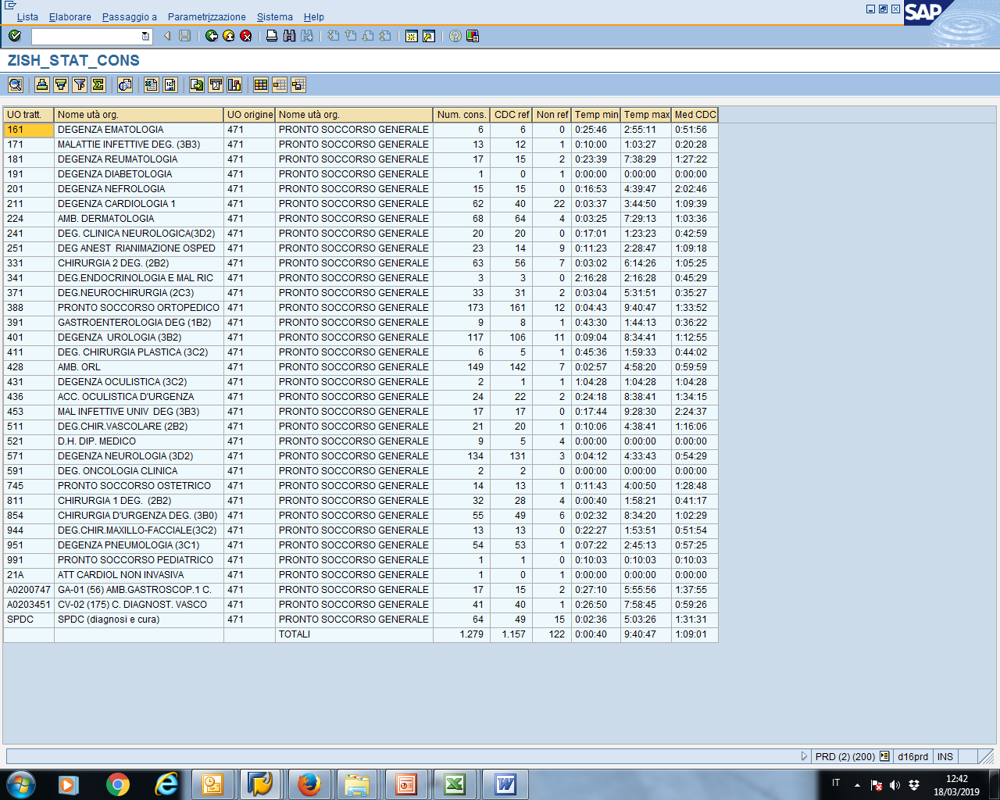 Lista Elaborare Passaggio a Parametrizzazione Sistema Help
SAP
ZISH_STAT_CONS
UO tratt. Nome utà org. UO origine Nome utà org. Num. cons. CDC ref Non ref Temp min Temp max Med CDC
161 DEGENZA EMATOLOGIA 471 PRONTO SOCCORSO GENERALE 6 6 0 0:25:46 2:55:11 0:51:56
171 MALATTIE INFETTIVE DEG. (3B3) 471 PRONTO SOCCORSO GENERALE 13 12 1 0:10:00 1:03:27 0:20:28
181 DEGENZA REUMATOLOGIA 471 PRONTO SOCCORSO GENERALE 17 15 2 0:23:39 7:38:29 1:27:22
191 DEGENZA DIABETOLOGIA 471 PRONTO SOCCORSO GENERALE 1 0 1 0:00:00 0:00:00 0:00:00
201 DEGENZA NEFROLOGIA 471 PRONTO SOCCORSO GENERALE 15 15 0 0:16:53 4:39:47 2:02:46
211 DEGENZA CARDIOLOGIA 1 471 PRONTO SOCCORSO GENERALE 62 40 22 0:03:37 3:44:50 1:09:39
224 AMB. DERMATOLOGIA 471 PRONTO SOCCORSO GENERALE 68 64 4 0:03:25 7:29:13 1:03:36
241 DEG. CLINICA NEUROLOGICA(3D2) 471 PRONTO SOCCORSO GENERALE 20 20 0 0:17:01 1:23:23 0:42:59
251 DEG ANEST RIANIMAZIONE OSPED 471 PRONTO SOCCORSO GENERALE 23 14 9 0:11:23 2:28:47 1:09:18
331 CHIRURGIA 2 DEG. (2B2) 471 PRONTO SOCCORSO GENERALE 63 56 7 0:03:02 6:14:26 1:05:25
341 DEG.ENDOCRINOLOGIA E MAL RIC 471 PRONTO SOCCORSO GENERALE 3 3 0 2:16:28 2:16:28 0:45:29
371 DEG.NEUROCHIRURGIA (2C3) 471 PRONTO SOCCORSO GENERALE 33 31 2 0:03:04 5:31:51 0:35:27
388 PRONTO SOCCORSO ORTOPEDICO 471 PRONTO SOCCORSO GENERALE 173 161 12 0:04:43 9:40:47 1:33:52
391 GASTROENTEROLOGIA DEG (1B2) 471 PRONTO SOCCORSO GENERALE 9 8 1 0:43:30 1:44:13 0:36:22
401 DEGENZA UROLOGIA (3B2) 471 PRONTO SOCCORSO GENERALE 117 106 11 0:09:04 8:34:41 1:12:55
411 DEG. CHIRURGIA PLASTICA (3C2) 471 PRONTO SOCCORSO GENERALE 6 5 1 0:45:36 1:59:33 0:44:02
428 AMB. ORL 471 PRONTO SOCCORSO GENERALE 149 142 7 0:02:57 4:58:20 0:59:59
431 DEGENZA OCULISTICA (3C2) 471 PRONTO SOCCORSO GENERALE 2 1 1 1:04:28 1:04:28 1:04:28
436 ACC. OCULISTICA D'URGENZA 471 PRONTO SOCCORSO GENERALE 24 22 2 0:24:18 8:38:41 1:34:15
453 MAL INFETTIVE UNIV DEG (3B3) 471 PRONTO SOCCORSO GENERALE 17 17 0 0:17:44 9:28:30 2:24:37
511 DEG.CHIR.VASCOLARE (2B2) 471 PRONTO SOCCORSO GENERALE 21 20 1 0:10:06 4:38:41 1:16:06
521 D.H. DIP. MEDICO 471 PRONTO SOCCORSO GENERALE 9 5 4 0:00:00 0:00:00 0:00:00
571 DEGENZA NEUROLOGIA (3D2) 471 PRONTO SOCCORSO GENERALE 134 131 3 0:04:12 4:33:43 0:54:29
591 DEG. ONCOLOGIA CLINICA 471 PRONTO SOCCORSO GENERALE 2 2 0 0:00:00 0:00:00 0:00:00
745 PRONTO SOCCORSO OSTETRICO 471 PRONTO SOCCORSO GENERALE 14 13 1 0:11:43 4:00:50 1:28:48
811 CHIRURGIA 1 DEG. (2B2) 471 PRONTO SOCCORSO GENERALE 32 28 4 0:00:40 1:58:21 0:41:17
854 CHIRURGIA D'URGENZA DEG. (3B0) 471 PRONTO SOCCORSO GENERALE 55 49 6 0:02:32 8:34:20 1:02:29
944 DEG.CHIR.MAXILLO-FACCIALE(3C2) 471 PRONTO SOCCORSO GENERALE 13 13 0 0:22:27 1:53:51 0:51:54
951 DEGENZA PNEUMOLOGIA (3C1) 471 PRONTO SOCCORSO GENERALE 54 53 1 0:07:22 2:45:13 0:57:25
991 PRONTO SOCCORSO PEDIATRICO 471 PRONTO SOCCORSO GENERALE 1 1 0 0:10:03 0:10:03 0:10:03
21A ATT CARDIOL NON INVASIVA 471 PRONTO SOCCORSO GENERALE 1 0 1 0:00:00 0:00:00 0:00:00
A0200747 GA-01 (56) AMB.GASTROSCOP.1 C. 471 PRONTO SOCCORSO GENERALE 17 15 2 0:27:10 5:55:56 1:37:55
A0203451 CV-02 (175) C. DIAGNOST. VASCO 471 PRONTO SOCCORSO GENERALE 41 40 1 0:26:50 7:58:45 0:59:26
SPDC SPDC (diagnosi e cura) 471 PRONTO SOCCORSO GENERALE 64 49 15 0:02:36 5:03:26 1:31:31
TOTALI 1.279 1.157 122 0:00:40 9:40:47 1:09:01
PRD (2) (200) d16prd INS
IT 12:42
18/03/2019